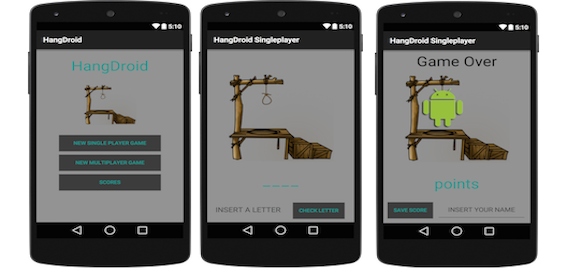 5:10
HangDroid
HangDroid
NEW SINGLE PLAYER GAME
NEW MULTIPLAYER GAME
SCORES
5:10
HangDroid Singleplayer
_ _ _ _
INSERT A LETTER
CHECK LETTER
5:10
HangDroid Singleplayer
Game Over
points
SAVE SCORE
INSERT YOUR NAME